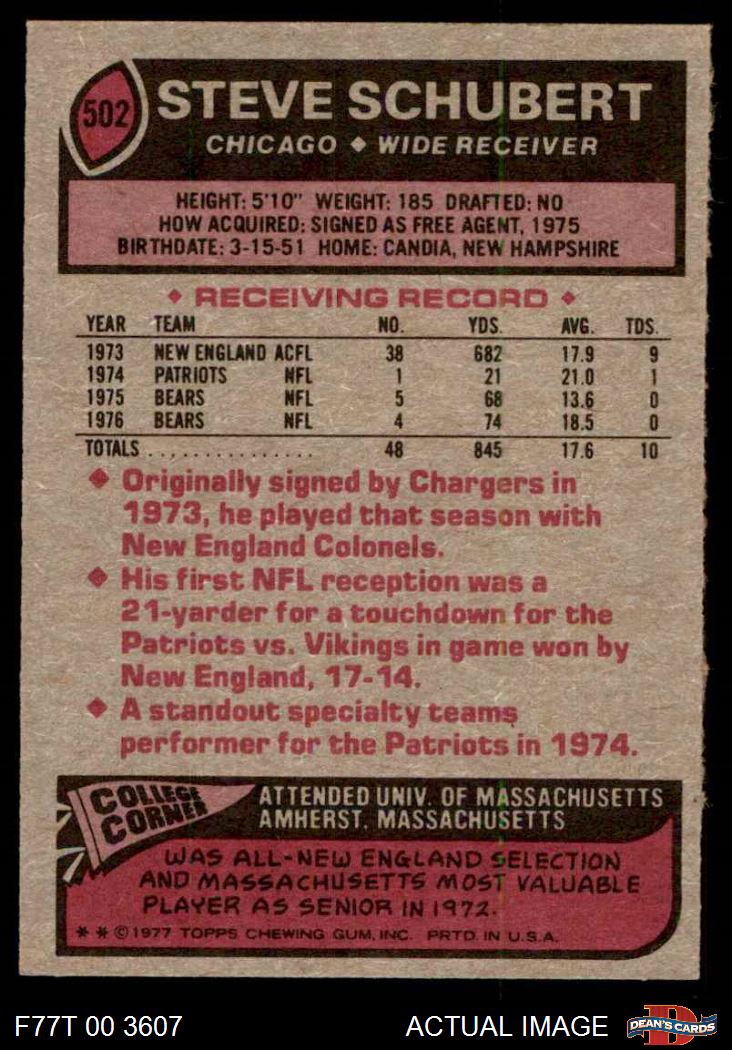 502
STEVE SCHUBERT
CHICAGO ◆ WIDE RECEIVER
HEIGHT: 5'10" WEIGHT: 185 DRAFTED: NO
HOW ACQUIRED: SIGNED AS FREE AGENT, 1975
BIRTHDATE: 3-15-51 HOME: CANDIA, NEW HAMPSHIRE
◆ RECEIVING RECORD ◆
YEAR TEAM NO. YDS. AVG. TDS.
1973 NEW ENGLAND ACFL 38 682 17.9 9
1974 PATRIOTS NFL 1 21 21.0 1
1975 BEARS NFL 5 68 13.6 0
1976 BEARS NFL 4 74 18.5 0
TOTALS . . . . . . . . . . . . . . . 48 845 17.6 10
◆ Originally signed by Chargers in
1973, he played that season with
New England Colonels.
◆ His first NFL reception was a
21-yarder for a touchdown for the
Patriots vs. Vikings in game won by
New England, 17-14.
◆ A standout specialty teams
performer for the Patriots in 1974.
COLLEGE
CORNER
ATTENDED UNIV. OF MASSACHUSETTS
AMHERST, MASSACHUSETTS
WAS ALL-NEW ENGLAND SELECTION
AND MASSACHUSETTS MOST VALUABLE
PLAYER AS SENIOR IN 1972.
* * © 1977 TOPPS CHEWING GUM, INC. PRTD. IN U.S.A.
F77T 00 3607 ACTUAL IMAGE
D
DEAN'S CARDS